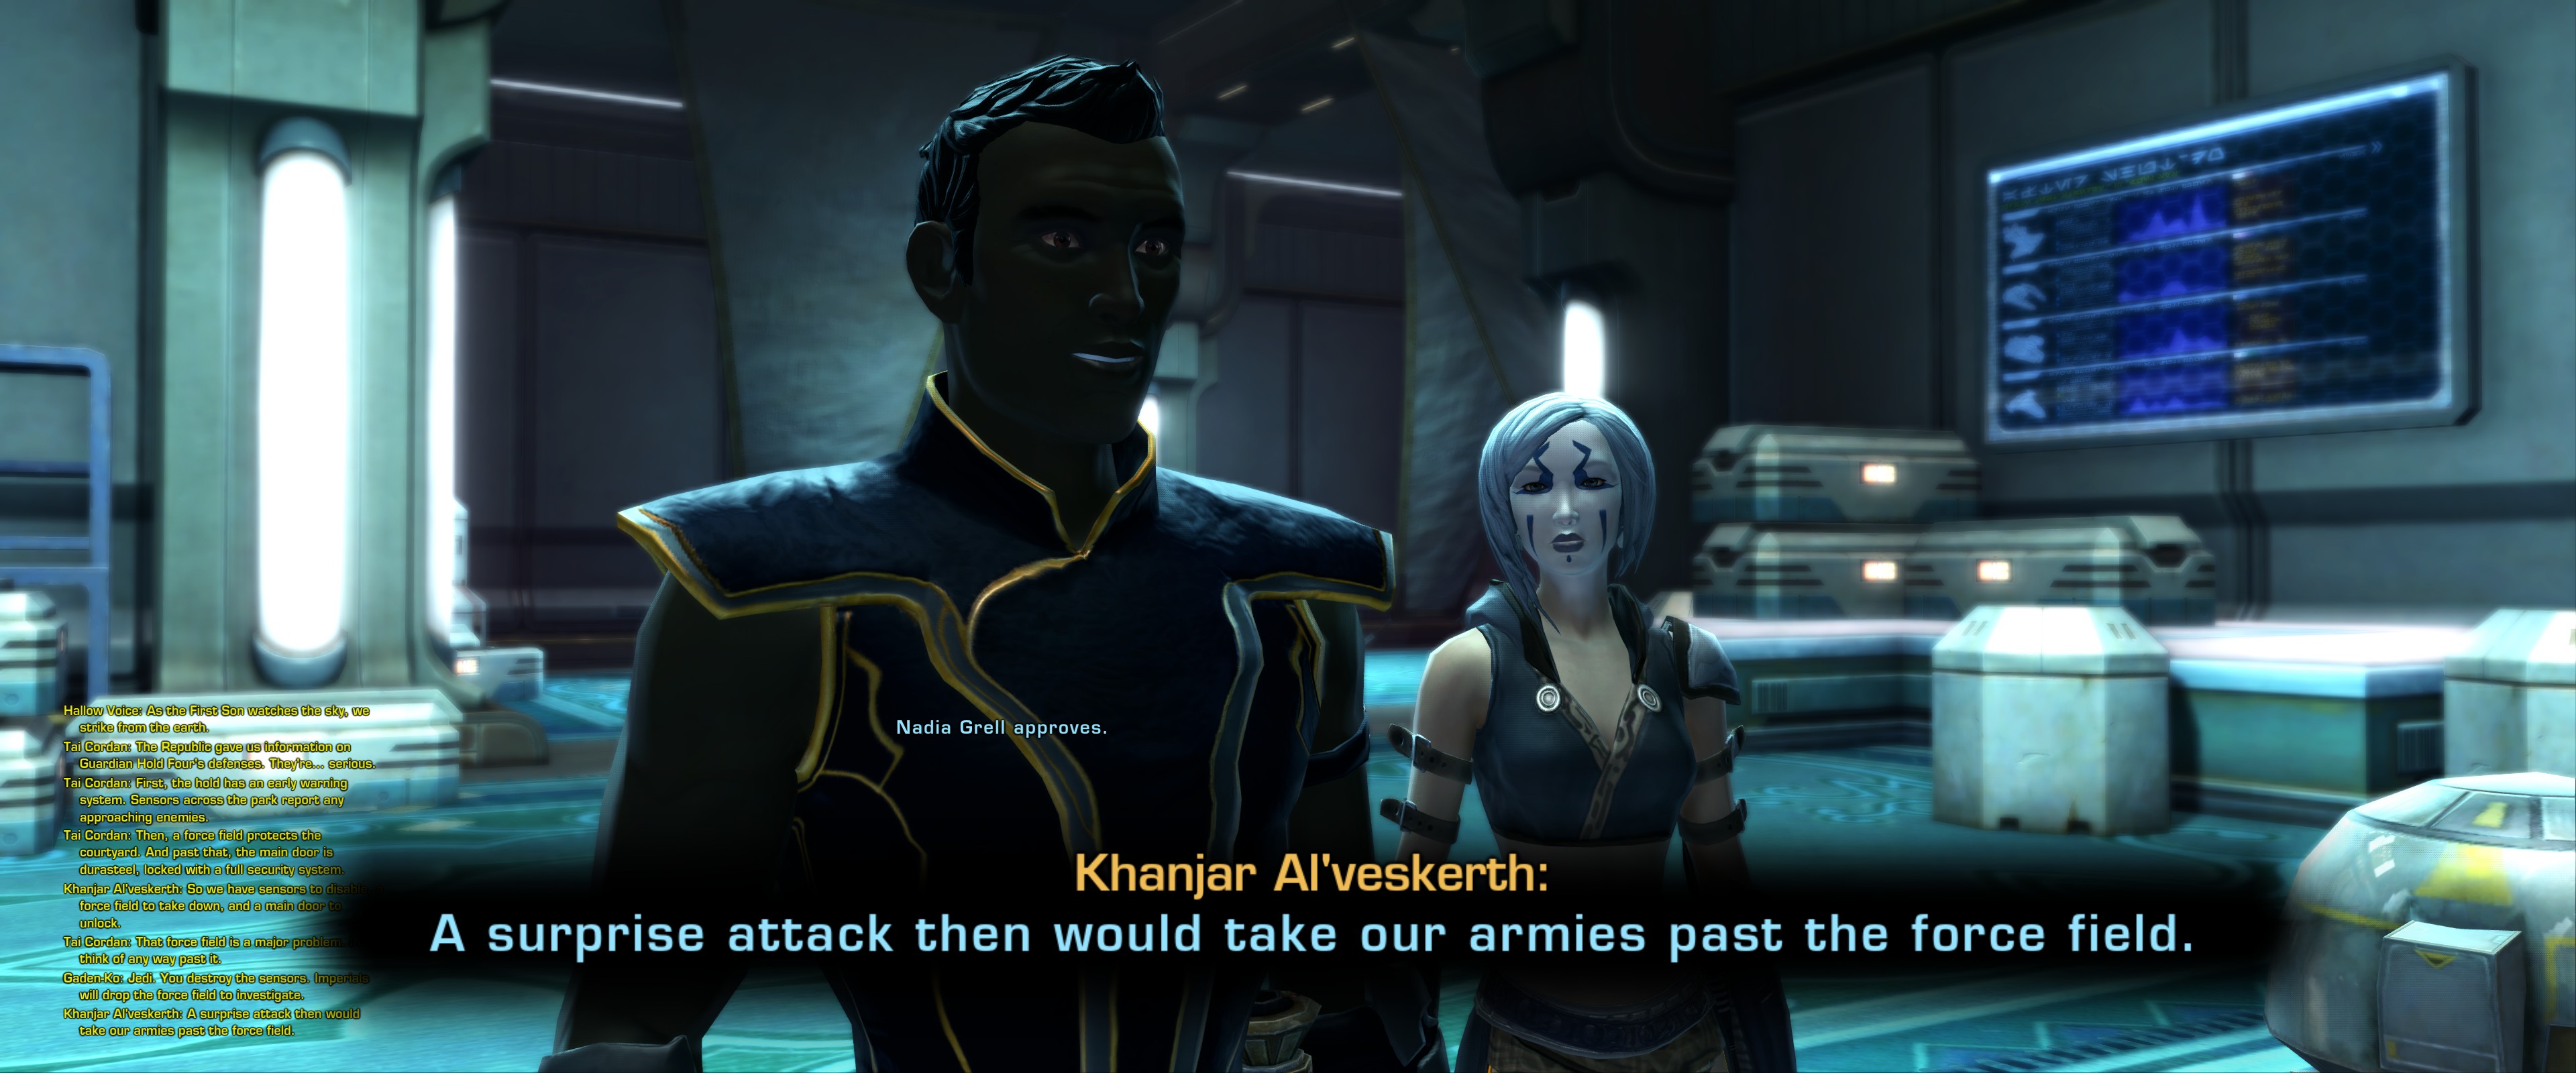 Hallow Voice: As the First Son watches the sky, we
strike from the earth.
Tai Cordan: The Republic gave us information on
Guardian Hold Four's defenses. They're... serious.
Tai Cordan: First, the hold has an early warning
system. Sensors across the park report any
approaching enemies.
Tai Cordan: Then, a force field protects the
courtyard. And past that, the main door is
durasteel, locked with a full security system.
Khanjar Al'veskerth: So we have sensors to disable
force field to take down, and a main door to
unlock.
Tai Cordan: That force field is a major problem.
think of any way past it.
Gaden-Ko: Jedi. You destroy the sensors. Imperials
will drop the force field to investigate.
Khanjar Al'veskerth: A surprise attack then would
take our armies past the force field.
Nadia Grell approves.
Khanjar Al'veskerth:
A surprise attack then would take our armies past the force field.